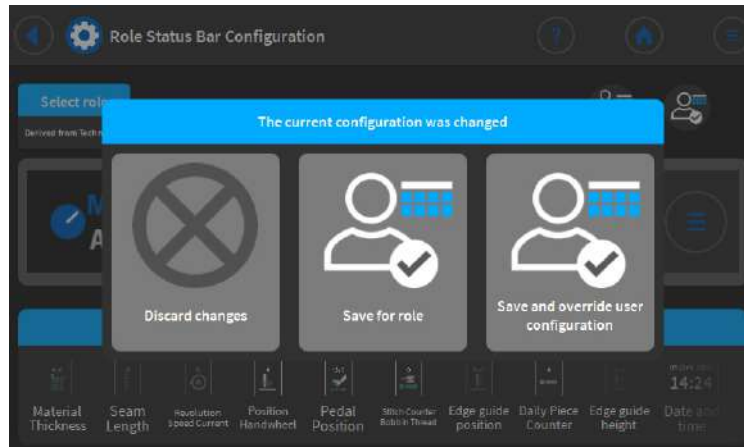 Role Status Bar Configuration
?
Select role
Derived from Techn
The current configuration was changed
M
A
Discard changes
Save for role
Save and override user
configuration
14:24
Material
Thickness
Seam
Length
Revolution
Speed Current
Position
Handwheel
Pedal
Position
Stitch Counter
Bobbin Thread
Edge guide
position
Daily Piece
Counter
Edge guide
height
Date and
time